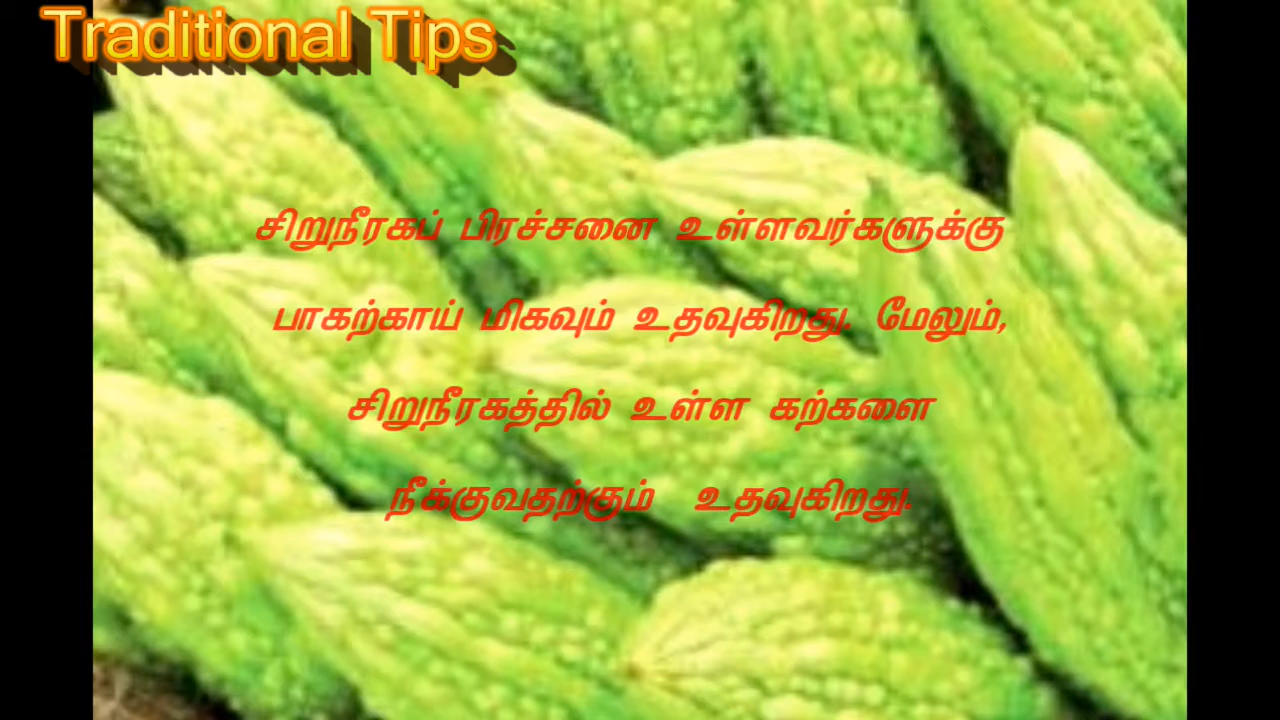 Traditional Tips
சிறுநீரகப் பிரச்சனை உள்ளவர்களுக்கு
பாகற்காய் மிகவும் உதவுகிறது. மேலும்,
சிறுநீரகத்தில் உள்ள கற்களை
நீக்குவதற்கும் உதவுகிறது.